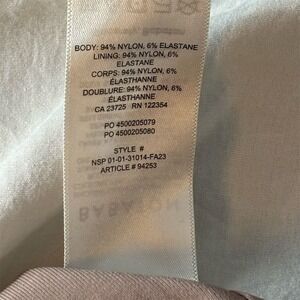 BODY: 94% NYLON, 6% ELASTANE
LINING: 94% NYLON, 6%
ELASTANE
CORPS: 94% NYLON, 6%
ÉLASTHANNE
DOUBLURE: 94% NYLON, 6%
ÉLASTHANNE
CA 23725 RN 122354
PO 4500205079
PO 4500205080
STYLE #
NSP 01-01-31014-FA23
ARTICLE # 94253
BABATON